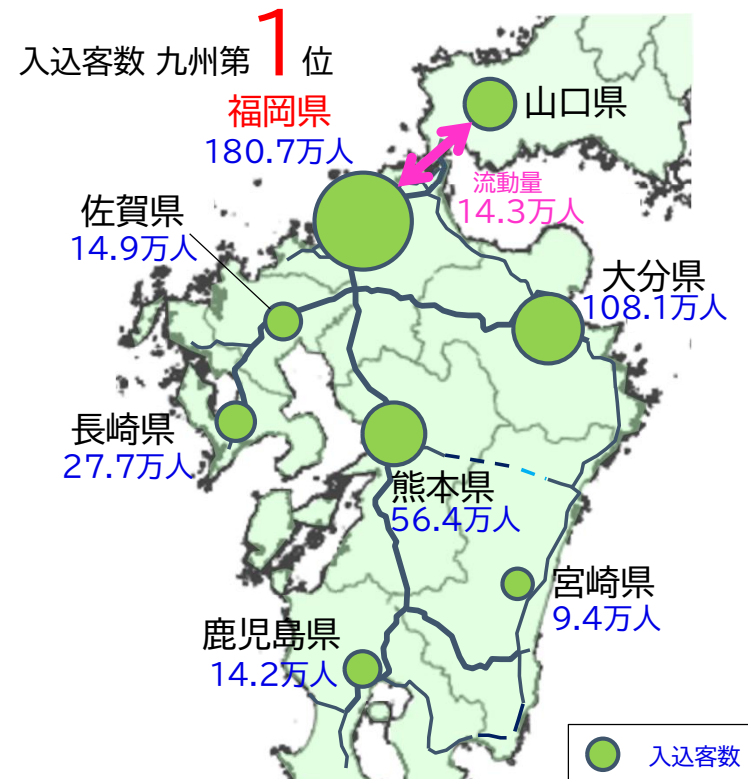 入込客数 九州第1位
福岡県
180.7万人
山口県
流動量
14.3万人
佐賀県
14.9万人
大分県
108.1万人
長崎県
27.7万人
熊本県
56.4万人
宮崎県
9.4万人
鹿児島県
14.2万人
入込客数